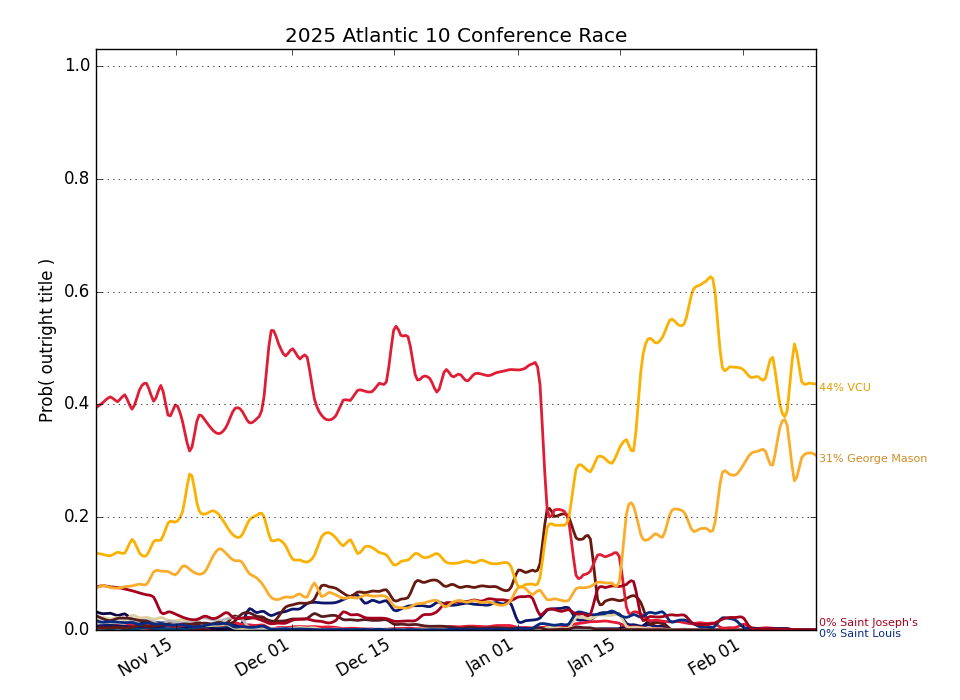 2025 Atlantic 10 Conference Race
Prob( outright title )
1.0
0.8
0.6
0.4
0.2
0.0
44% VCU
31% George Mason
0% Saint Joseph's
0% Saint Louis
Nov 15
Dec 01
Dec 15
Jan 01
Jan 15
Feb 01